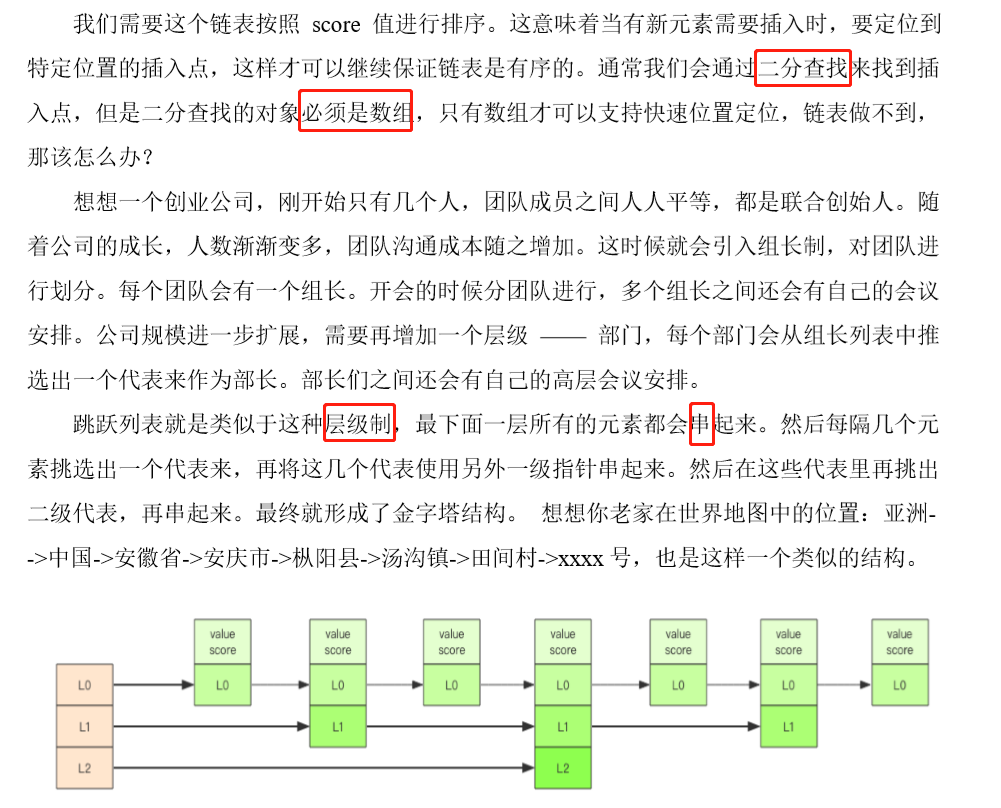 我们需要这个链表按照 score 值进行排序。这意味着当有新元素需要插入时，要定位到
特定位置的插入点，这样才可以继续保证链表是有序的。通常我们会通过二分查找来找到插
入点，但是二分查找的对象必须是数组，只有数组才可以支持快速位置定位，链表做不到，
那该怎么办？
想想一个创业公司，刚开始只有几个人，团队成员之间人人平等，都是联合创始人。随
着公司的成长，人数渐渐变多，团队沟通成本随之增加。这时候就会引入组长制，对团队进
行划分。每个团队会有一个组长。开会的时候分团队进行，多个组长之间还会有自己的会议
安排。公司规模进一步扩展，需要再增加一个层级 —— 部门，每个部门会从组长列表中推
选出一个代表来作为部长。部长们之间还会有自己的高层会议安排。
跳跃列表就是类似于这种层级制，最下面一层所有的元素都会串起来。然后每隔几个元
素挑选出一个代表来，再将这几个代表使用另外一级指针串起来。然后在这些代表里再挑出
二级代表，再串起来。最终就形成了金字塔结构。 想想你老家在世界地图中的位置：亚洲-
->中国->安徽省->安庆市->枞阳县->汤沟镇->田间村->xxxx 号，也是这样一个类似的结构。
value value value value value value value
score score score score score score score
L0 L0 L0 L0 L0 L0 L0 L0
L1 L1 L1 L1
L2 L2